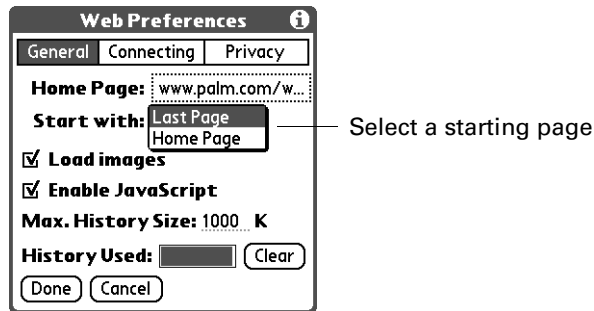 Web Preferences
General Connecting Privacy
Home Page: www.palm.com/w...
Start with: Last Page
Home Page
Select a starting page
Load images
Enable JavaScript
Max. History Size: 1000 K
History Used: Clear
Done Cancel